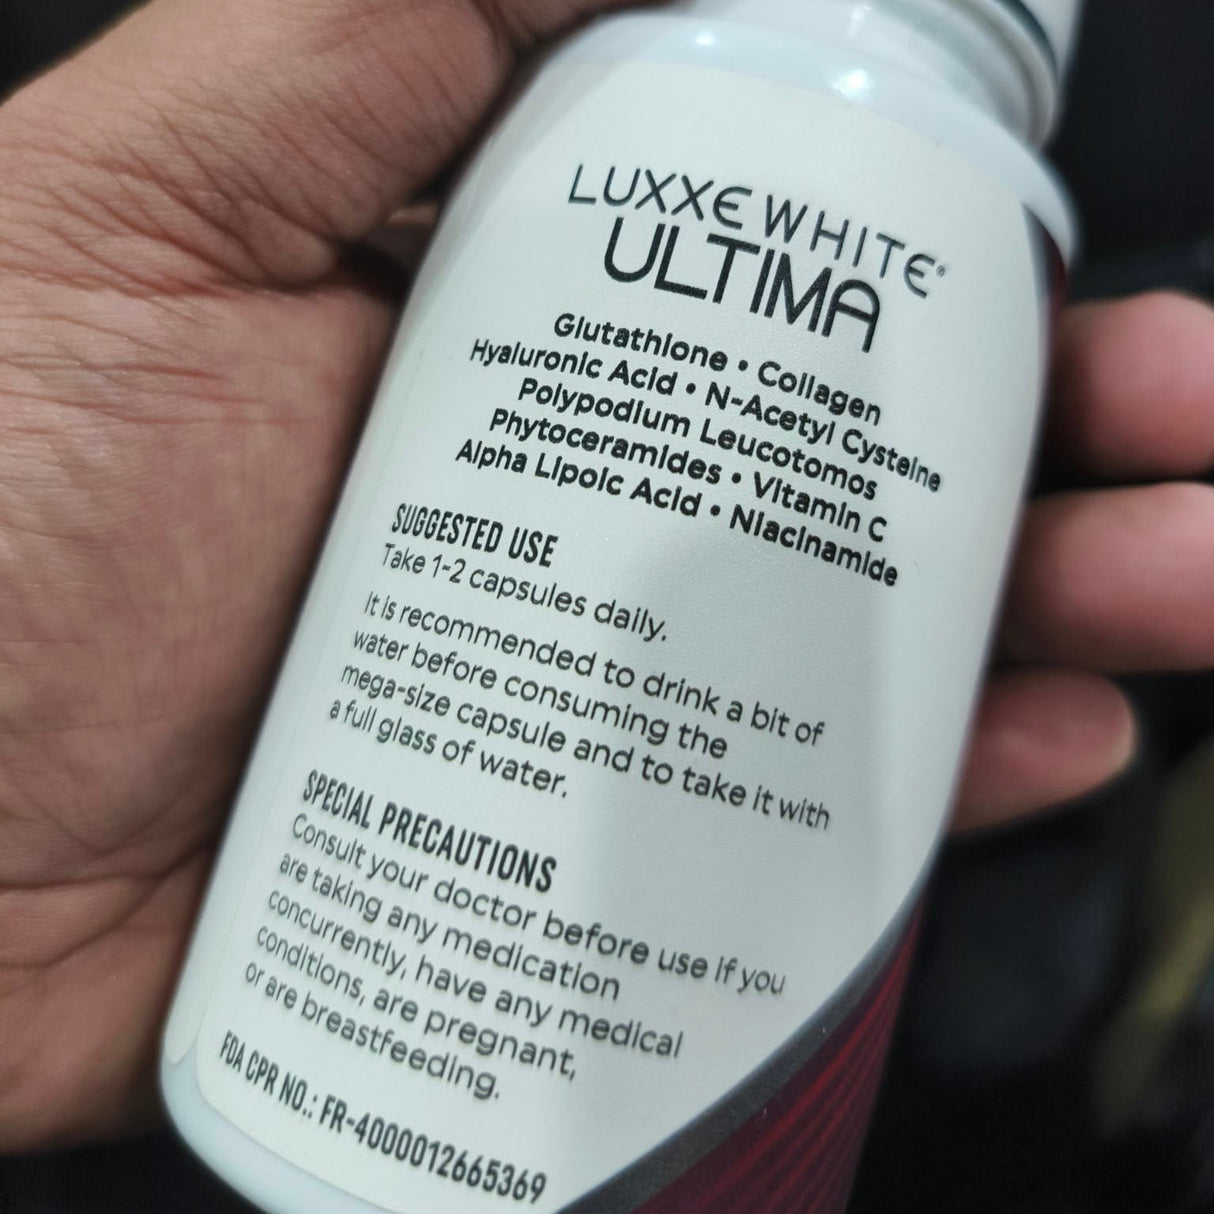 LUXXE WHITE®
ULTIMA
Glutathione • Collagen
Hyaluronic Acid • N-Acetyl Cysteine
Polypodium Leucotomos
Phytoceramides • Vitamin C
Alpha Lipoic Acid • Niacinamide
SUGGESTED USE
Take 1-2 capsules daily.
It is recommended to drink a bit of
water before consuming the
mega-size capsule and to take it with
a full glass of water.
SPECIAL PRECAUTIONS
Consult your doctor before use if you
are taking any medication
concurrently, have any medical
conditions, are pregnant,
or are breastfeeding.
FDA CPR NO.: FR-4000012665369